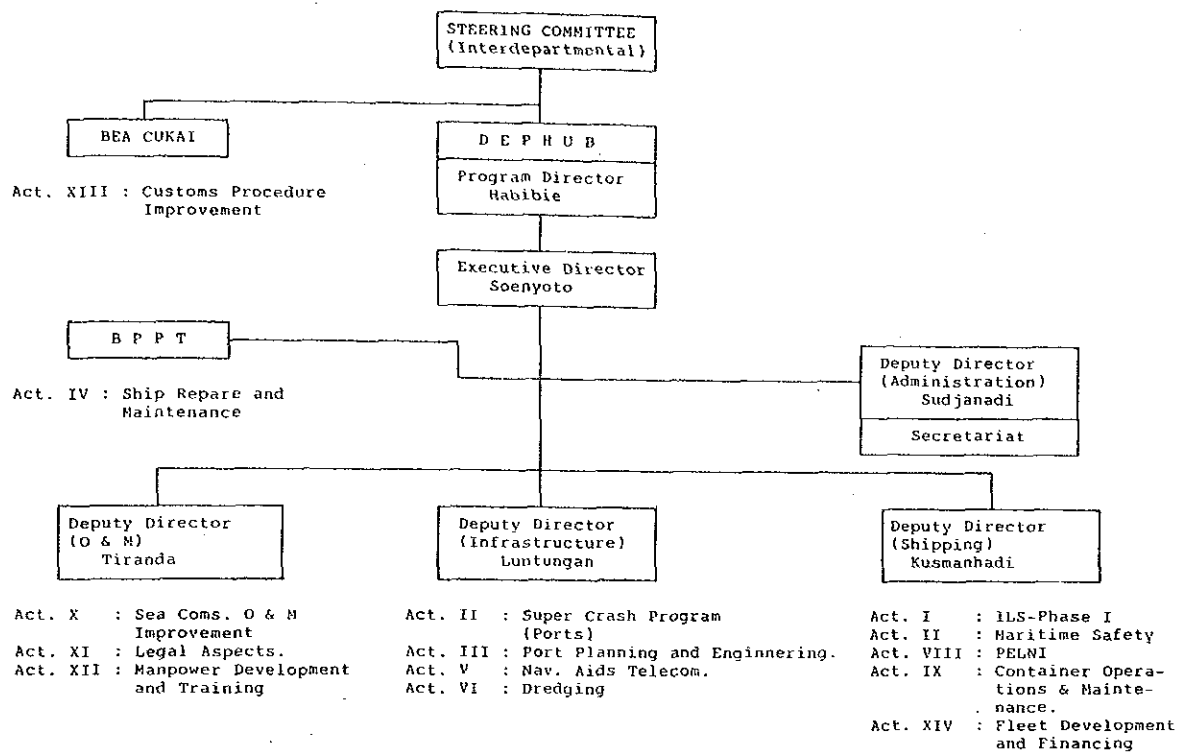 STEERING COMMITTEE
(Interdepartmental)
BEA CUKAI
Act. XIII : Customs Procedure
Improvement
D E P H U B
Program Director
Habibie
Executive Director
Soenyoto
B P P T
Act. IV : Ship Repare and
Maintenance
Deputy Director
(Administration)
Sudjanadi
Secretariat
Deputy Director
(O & M)
Tiranda
Act. X : Sea Coms. O & M
Improvement
Act. XI : Legal Aspects.
Act. XII : Manpower Development
and Training
Deputy Director
(Infrastructure)
Luntungan
Act. II : Super Crash Program
(Ports)
Act. III : Port Planning and Enginnering.
Act. V : Nav. Aids Telecom.
Act. VI : Dredging
Deputy Director
(Shipping)
Kusmanhadi
Act. I : ILS-Phase I
Act. II : Maritime Safety
Act. VIII : PELNI
Act. IX : Container Opera-
tions & Mainte-
nance.
Act. XIV : Fleet Development
and Financing